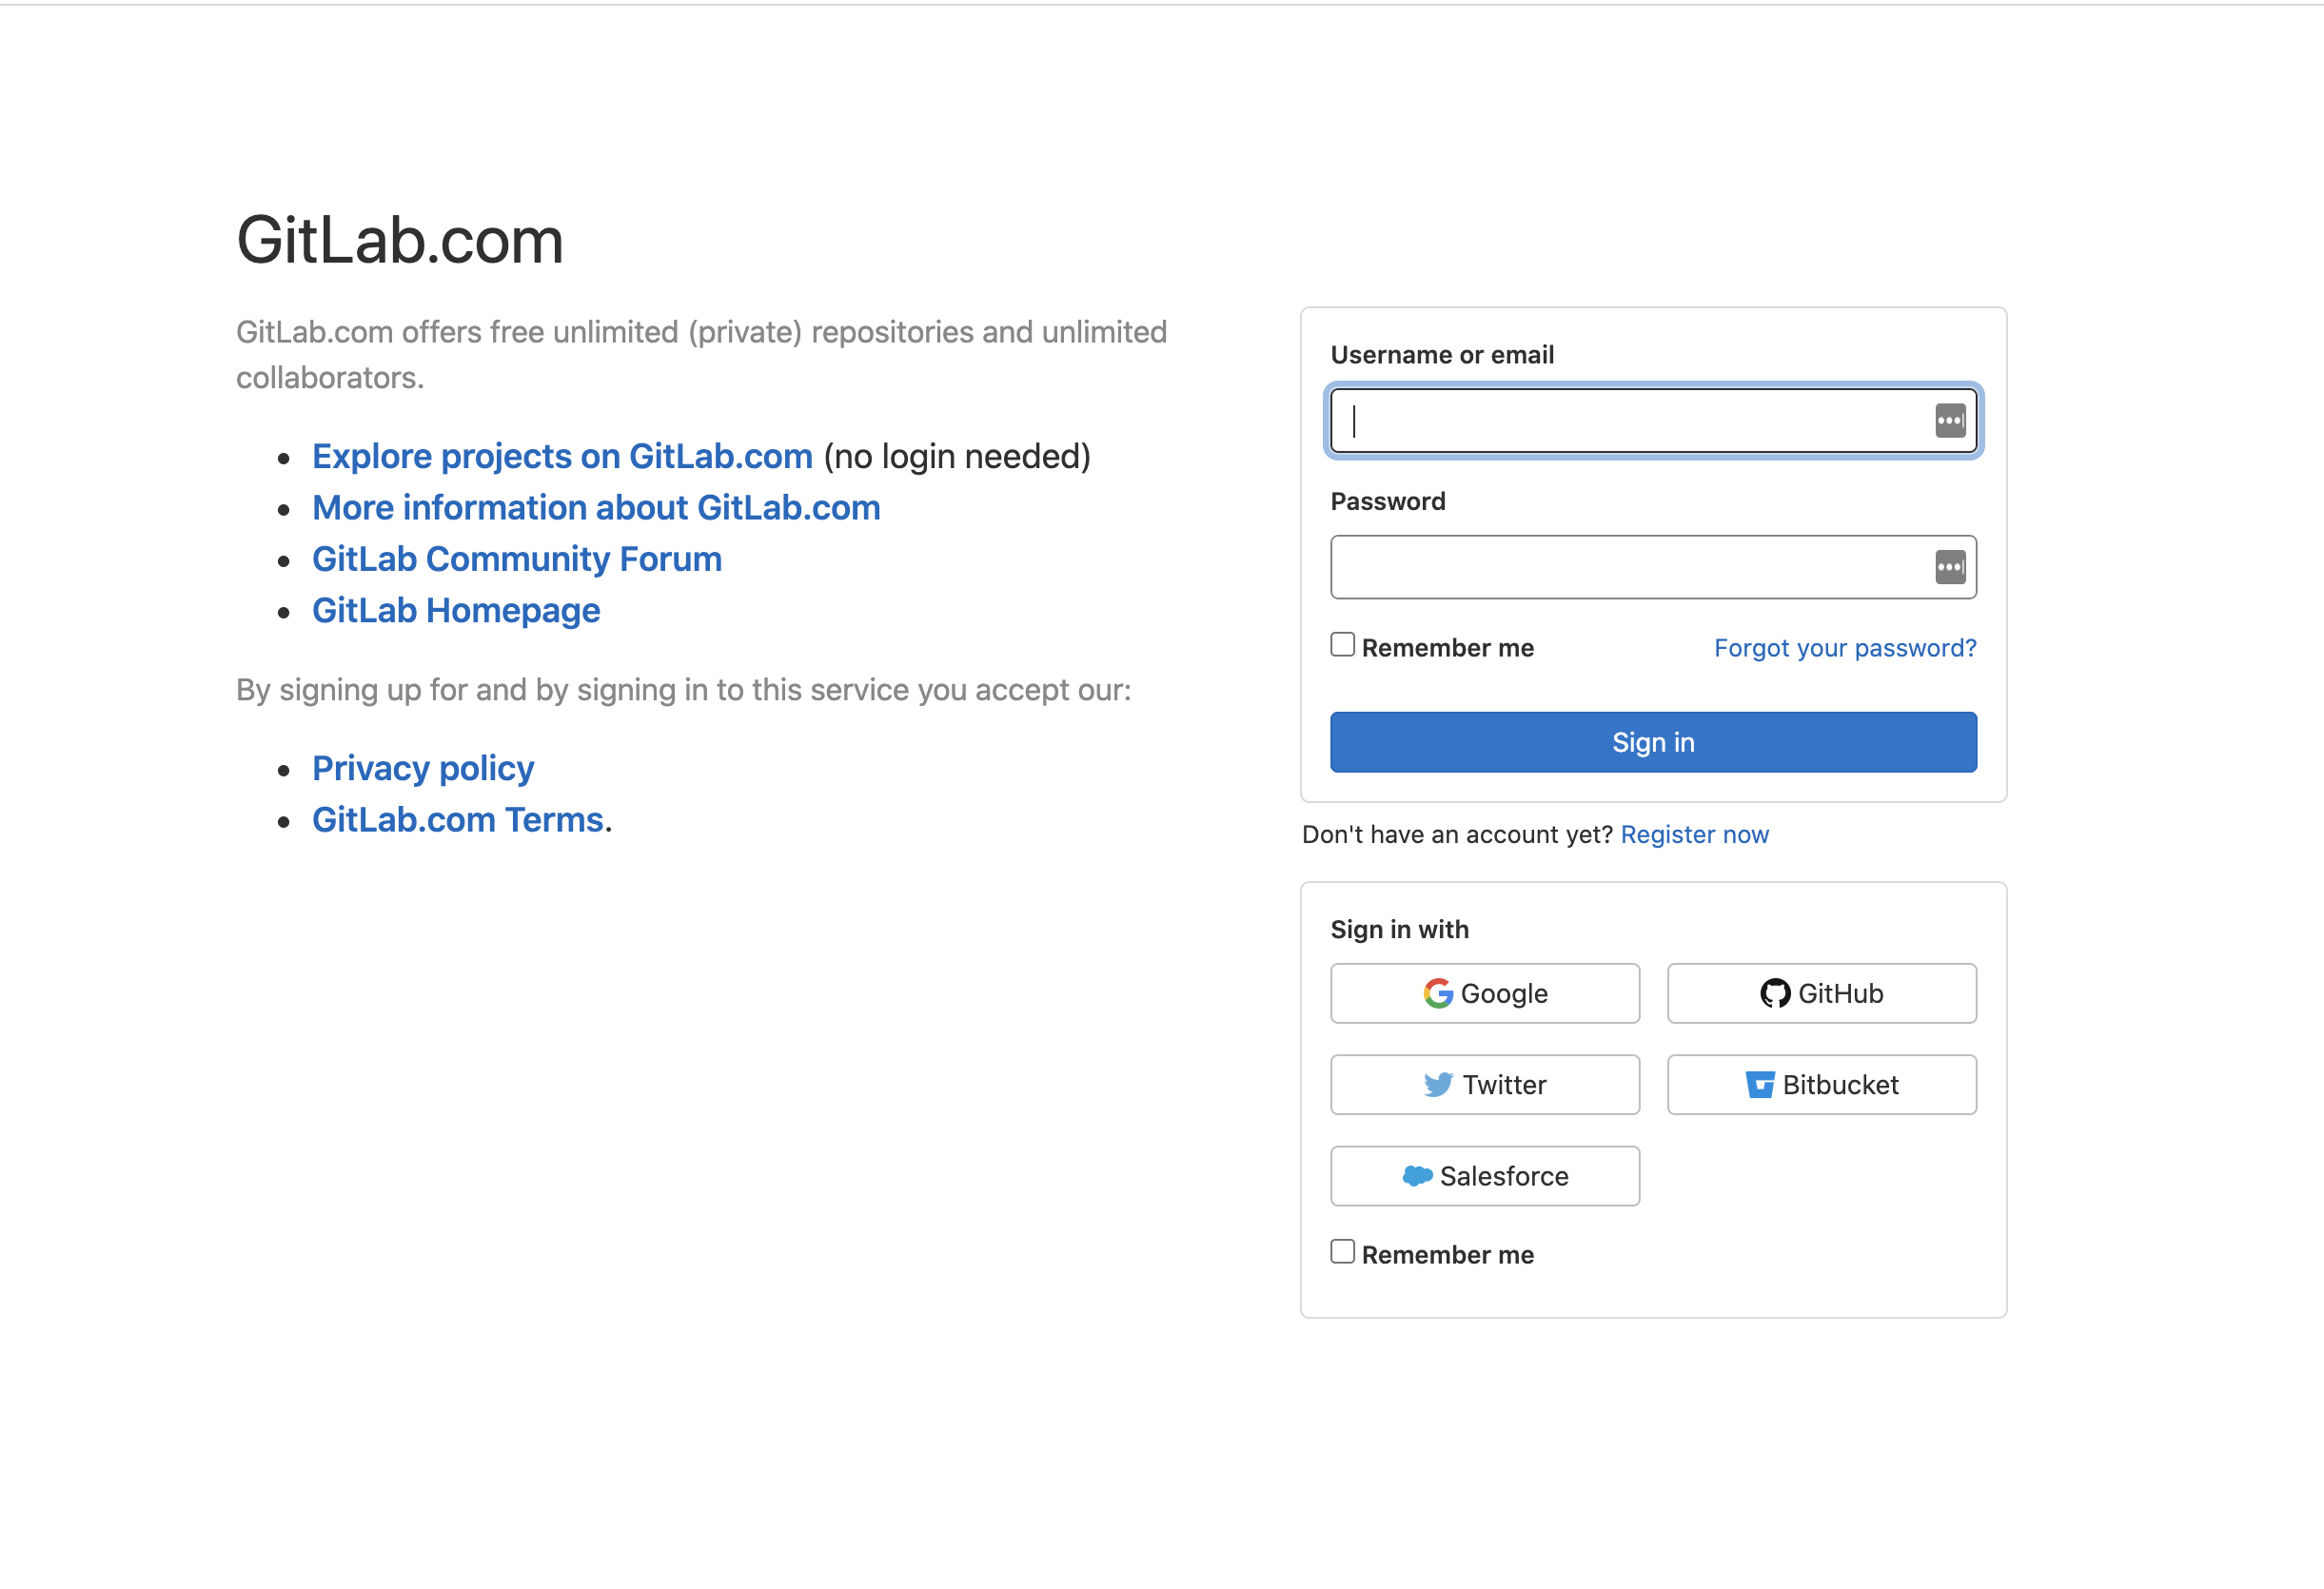 GitLab.com
GitLab.com offers free unlimited (private) repositories and unlimited
collaborators.
Explore projects on GitLab.com (no login needed)
More information about GitLab.com
GitLab Community Forum
GitLab Homepage
By signing up for and by signing in to this service you accept our:
Privacy policy
GitLab.com Terms.
Username or email
Password
Remember me
Forgot your password?
Sign in
Don't have an account yet? Register now
Sign in with
Google
GitHub
Twitter
Bitbucket
Salesforce
Remember me